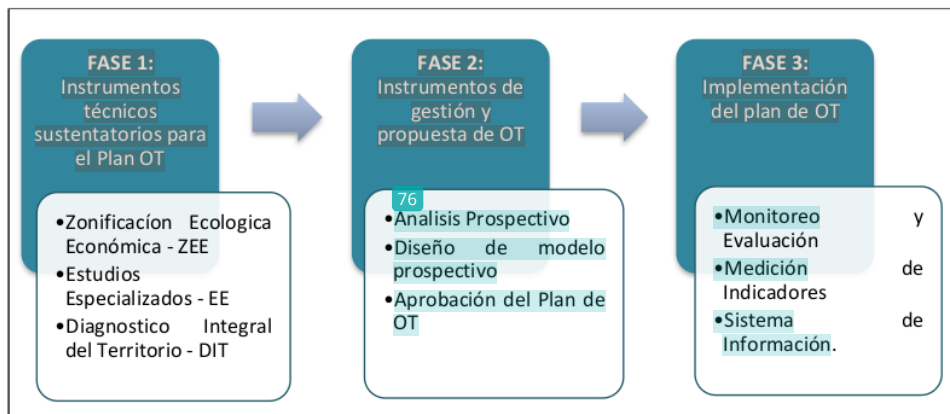 FASE 1:
Instrumentos
técnicos
sustentatorios para
el Plan OT
•Zonificacíon Ecologica
Económica - ZEE
•Estudios
Especializados - EE
•Diagnostico Integral
del Territorio - DIT
FASE 2:
Instrumentos de
gestión y
propuesta de OT
76
•Analisis Prospectivo
•Diseño de modelo
prospectivo
•Aprobación del Plan de
OT
FASE 3:
Implementación
del plan de OT
•Monitoreo y
Evaluación
•Medición de
Indicadores
•Sistema de
Información.